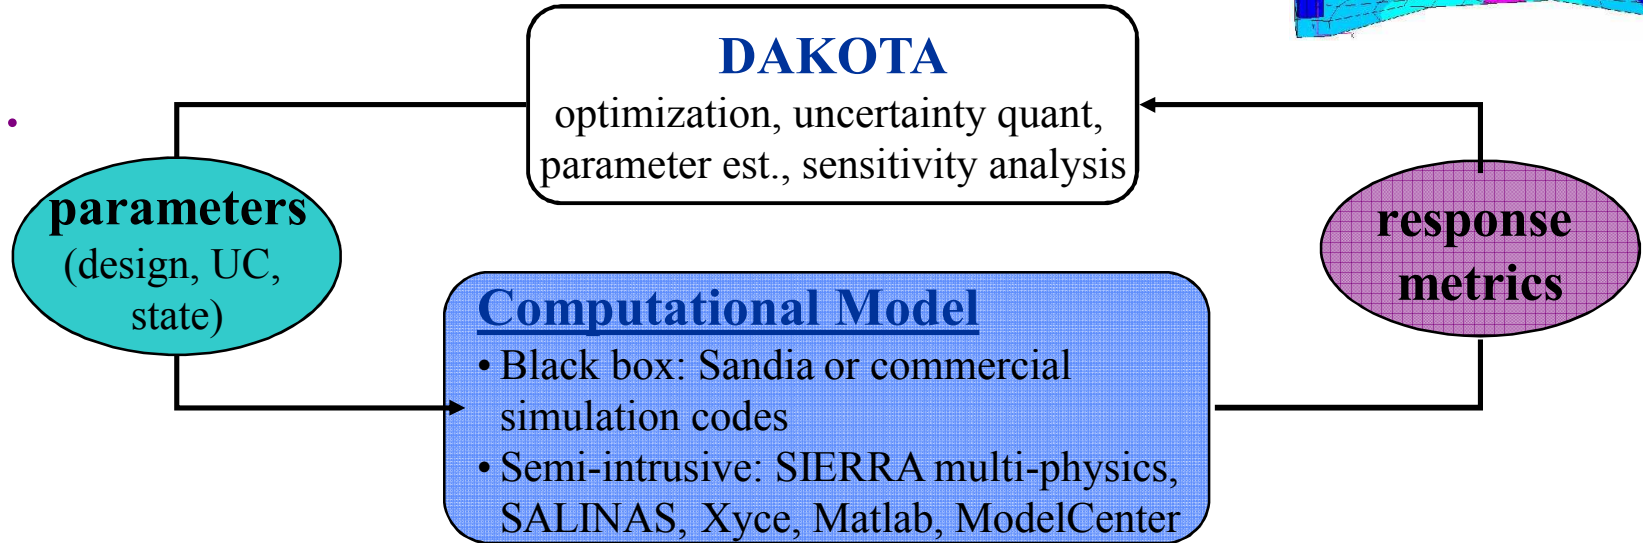 DAKOTA
optimization, uncertainty quant,
parameter est., sensitivity analysis
parameters
(design, UC,
state)
response
metrics
Computational Model
• Black box: Sandia or commercial
simulation codes
• Semi-intrusive: SIERRA multi-physics,
SALINAS, Xyce, Matlab, ModelCenter